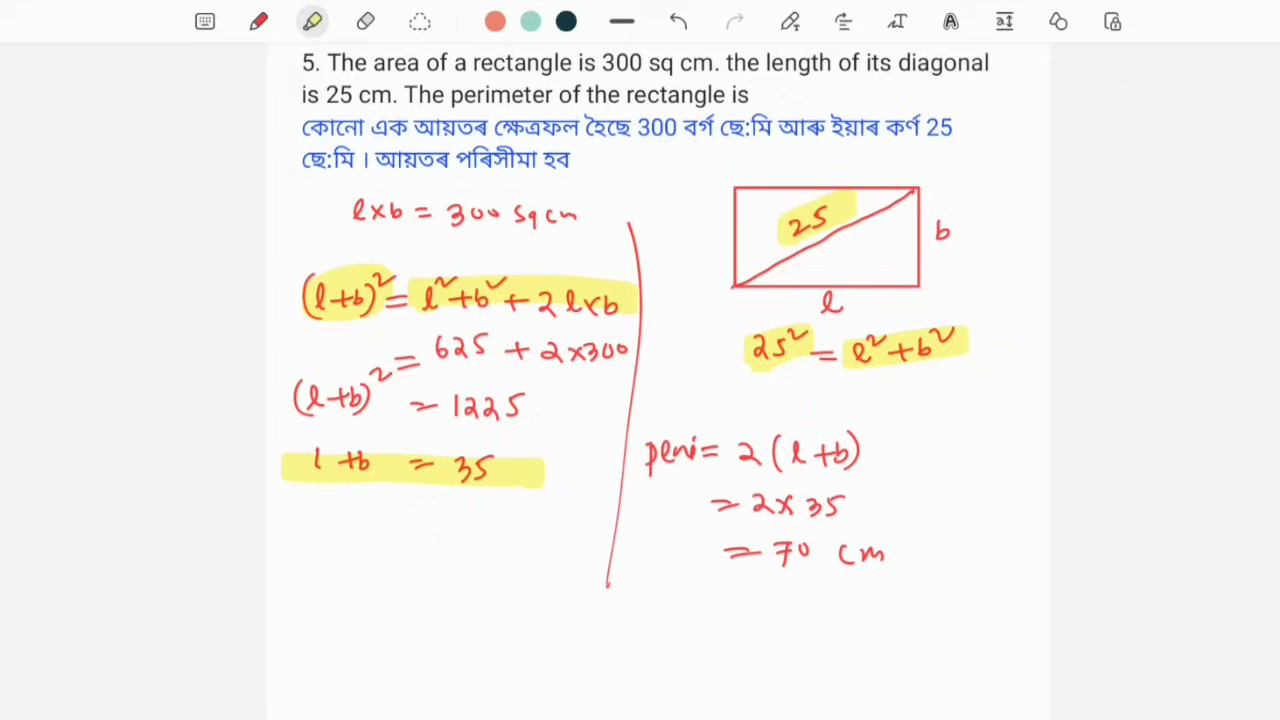 5. The area of a rectangle is 300 sq cm. the length of its diagonal
is 25 cm. The perimeter of the rectangle is
কোনো এক আয়তৰ ক্ষেত্ৰফল হৈছে 300 বৰ্গ ছে:মি আৰু ইয়াৰ কৰ্ণ 25
ছে:মি । আয়তৰ পৰিসীমা হব
l×b = 300 sq cm
(l+b)² = l²+b²+2l×b
= 625 + 2×300
(l+b)² = 1225
l+b = 35
25
b
l
25² = l²+b²
peri = 2(l+b)
= 2×35
= 70 cm